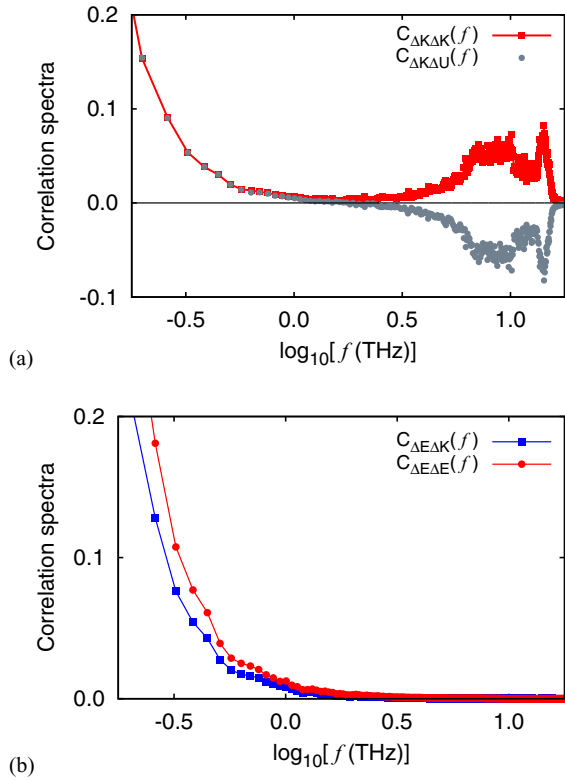 C_ΔKΔK(f)
C_ΔKΔU(f)
0.2
0.1
0.0
-0.1
Correlation spectra
-0.5 0.0 0.5 1.0
log₁₀[f(THz)]
(a)
C_ΔEΔK(f)
C_ΔEΔE(f)
0.2
0.1
0.0
Correlation spectra
-0.5 0.0 0.5 1.0
log₁₀[f(THz)]
(b)